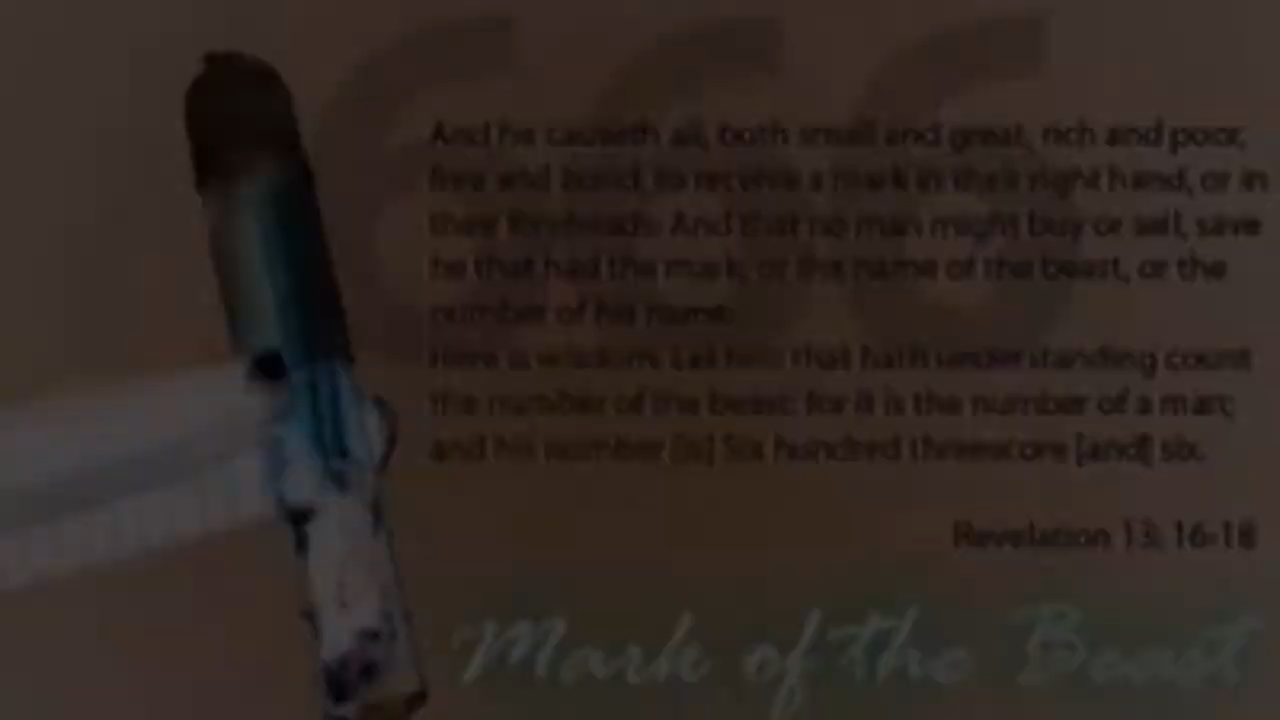 666
And he causeth all, both small and great, rich and poor,
free and bond, to receive a mark in their right hand, or in
their foreheads: And that no man might buy or sell, save
he that had the mark, or the name of the beast, or the
number of his name.
Here is wisdom. Let him that hath understanding count
the number of the beast: for it is the number of a man;
and his number [is] Six hundred threescore [and] six.
Revelation 13: 16-18
Mark of the Beast